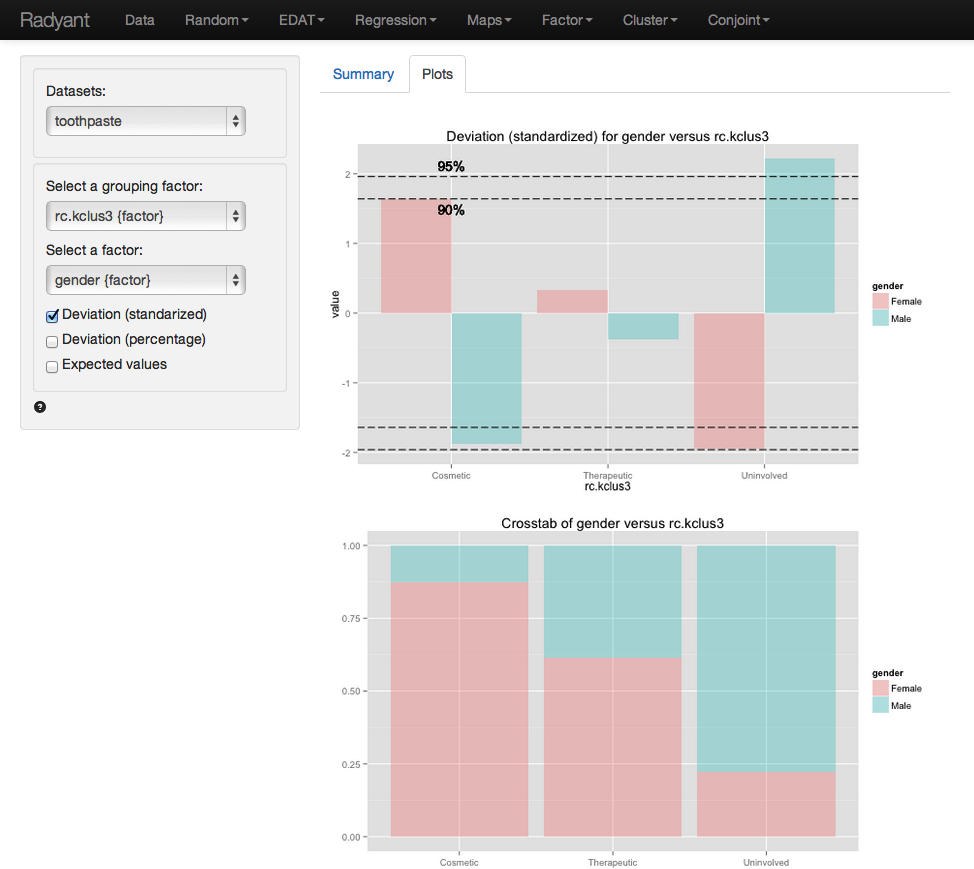 Radyant Data Random EDAT Regression Maps Factor Cluster Conjoint
Datasets:
toothpaste
Select a grouping factor:
rc.kclus3 {factor}
Select a factor:
gender {factor}
Deviation (standarized)
Deviation (percentage)
Expected values
?
Summary Plots
Deviation (standardized) for gender versus rc.kclus3
95%
90%
2
1
0
-1
-2
value
Cosmetic Therapeutic Uninvolved
rc.kclus3
gender
Female
Male
Crosstab of gender versus rc.kclus3
1.00
0.75
0.50
0.25
0.00
Cosmetic Therapeutic Uninvolved
gender
Female
Male